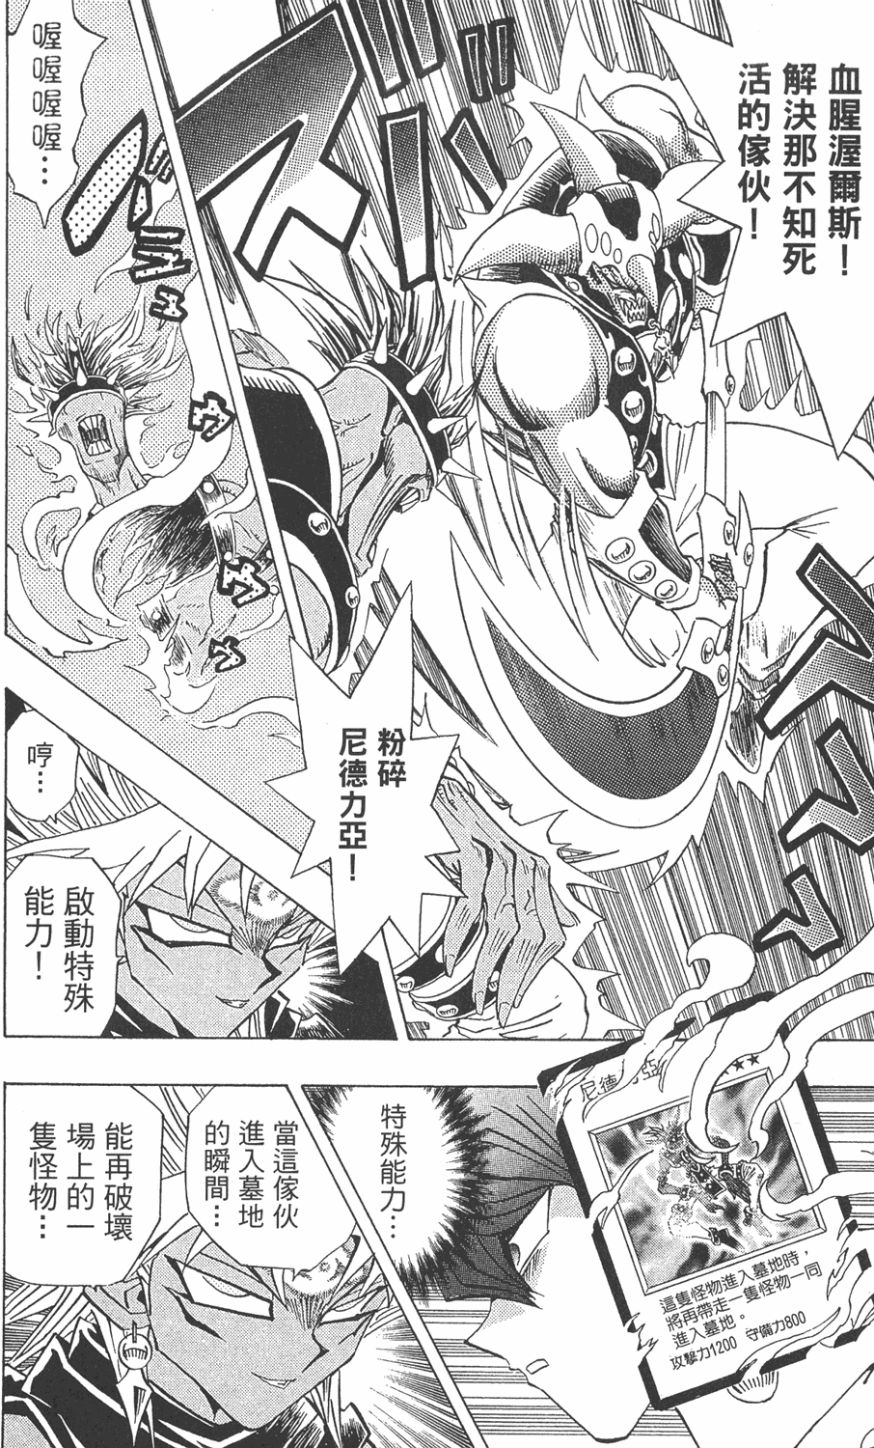 血腥渥爾斯！
解決那不知死
活的傢伙！
喔喔喔喔…
粉碎
尼德力亞！
哼…
啟動特殊
能力！
尼德 亞
這隻怪物進入墓地時，
將再帶走一隻怪物一同
進入墓地。
攻擊力1200 守備力800
特殊能力…
當這傢伙
進入墓地
的瞬間…
能再破壞
場上的一
隻怪物…